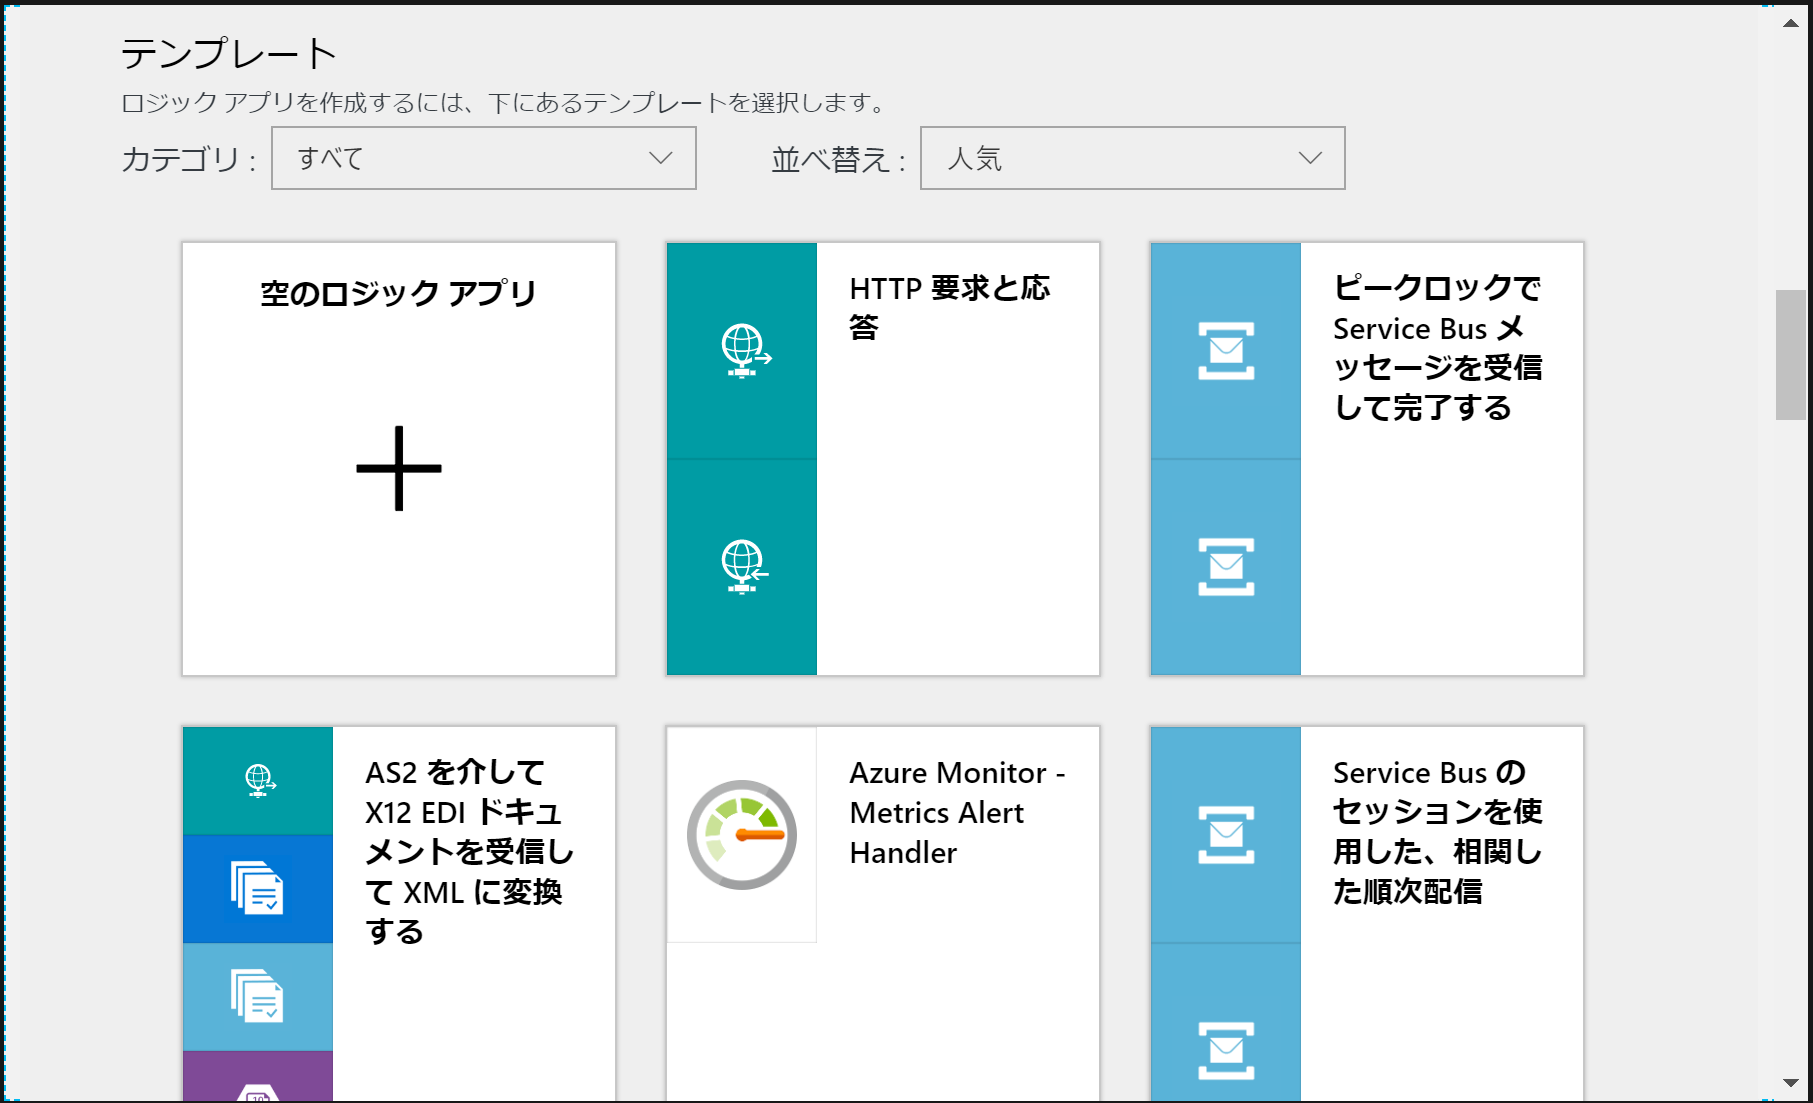 テンプレート
ロジック アプリを作成するには、下にあるテンプレートを選択します。
カテゴリ : すべて 並べ替え : 人気
空のロジック アプリ
HTTP 要求と応
答
ピークロックで
Service Bus メ
ッセージを受信
して完了する
AS2 を介して
X12 EDI ドキュ
メントを受信し
て XML に変換
する
Azure Monitor -
Metrics Alert
Handler
Service Bus の
セッションを使
用した、相関し
た順次配信